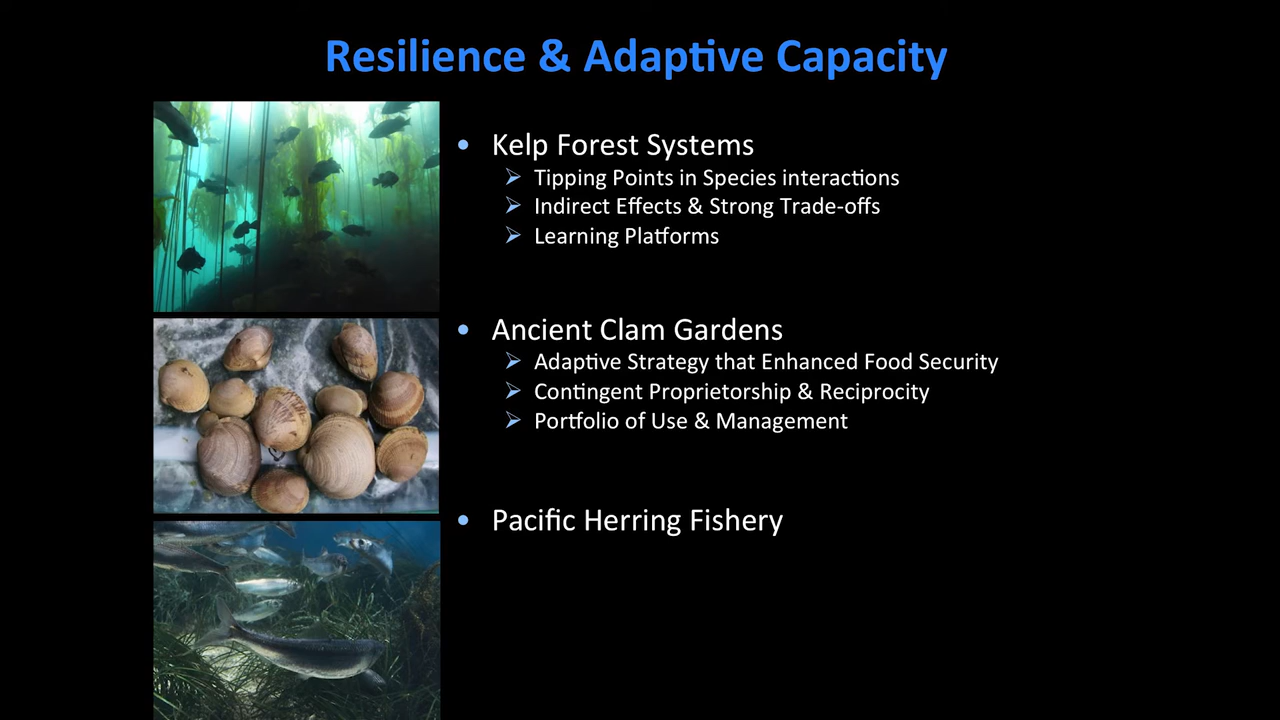 Resilience & Adaptive Capacity
• Kelp Forest Systems
➢ Tipping Points in Species interactions
➢ Indirect Effects & Strong Trade-offs
➢ Learning Platforms
• Ancient Clam Gardens
➢ Adaptive Strategy that Enhanced Food Security
➢ Contingent Proprietorship & Reciprocity
➢ Portfolio of Use & Management
• Pacific Herring Fishery